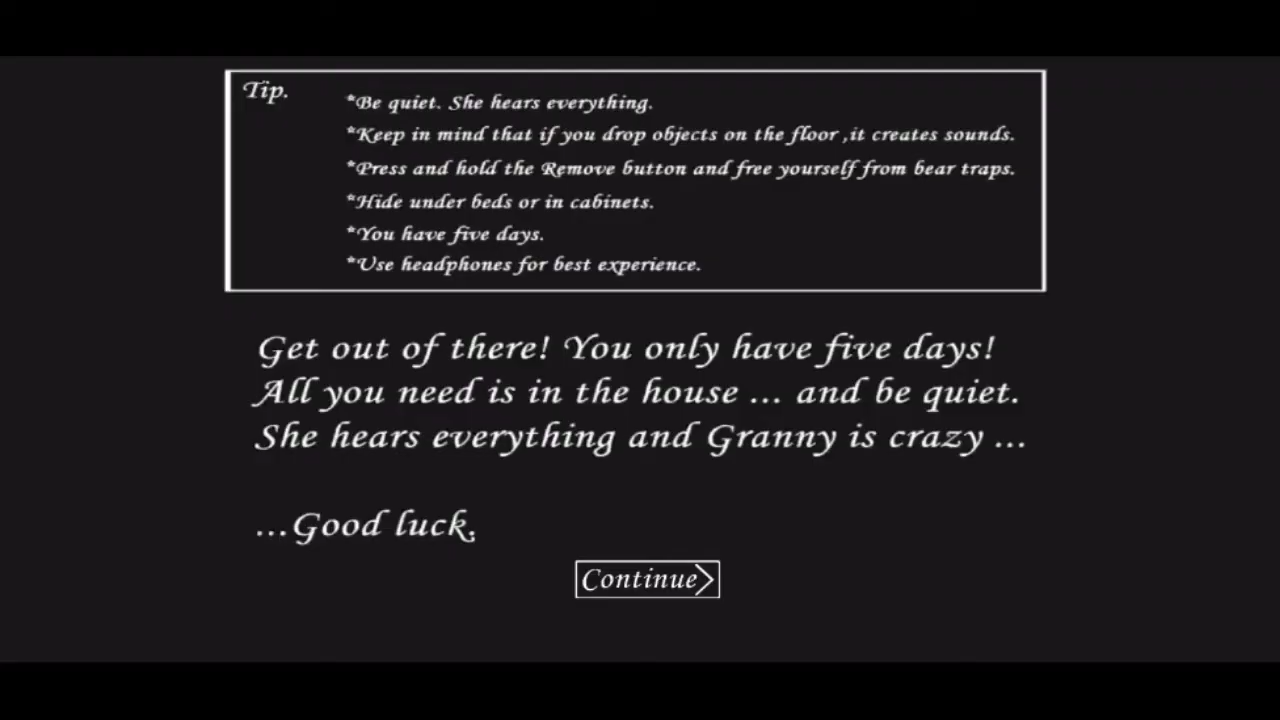 Tip.
*Be quiet. She hears everything.
*Keep in mind that if you drop objects on the floor ,it creates sounds.
*Press and hold the Remove button and free yourself from bear traps.
*Hide under beds or in cabinets.
*You have five days.
*Use headphones for best experience.
Get out of there! You only have five days!
All you need is in the house ... and be quiet.
She hears everything and Granny is crazy ...
...Good luck.
Continue>